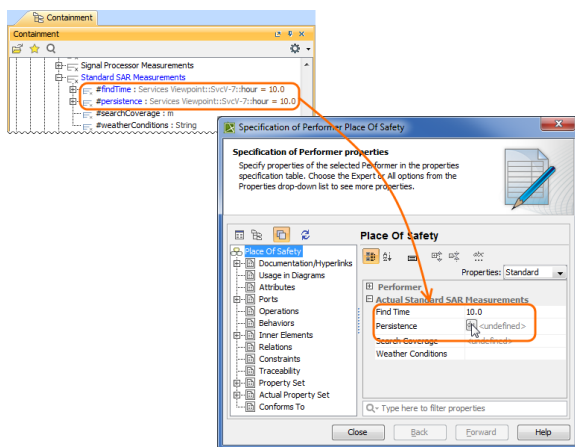 Containment
Containment
Signal Processor Measurements
Standard SAR Measurements
#findTime : Services Viewpoint::SvcV-7::hour = 10.0
#persistence : Services Viewpoint::SvcV-7::hour = 10.0
#searchCoverage : m
#weatherConditions : String
Specification of Performer Place Of Safety
Specification of Performer properties
Specify properties of the selected Performer in the properties
specification table. Choose the Expert or All options from the
Properties drop-down list to see more properties.
Place Of Safety
Place Of Safety
Documentation/Hyperlinks
Usage in Diagrams
Attributes
Ports
Operations
Behaviors
Inner Elements
Relations
Constraints
Traceability
Property Set
Actual Property Set
Conforms To
Properties: Standard
Performer
Actual Standard SAR Measurements
Find Time 10.0
Persistence <undefined>
Search Coverage <undefined>
Weather Conditions
Type here to filter properties
Close Back Forward Help